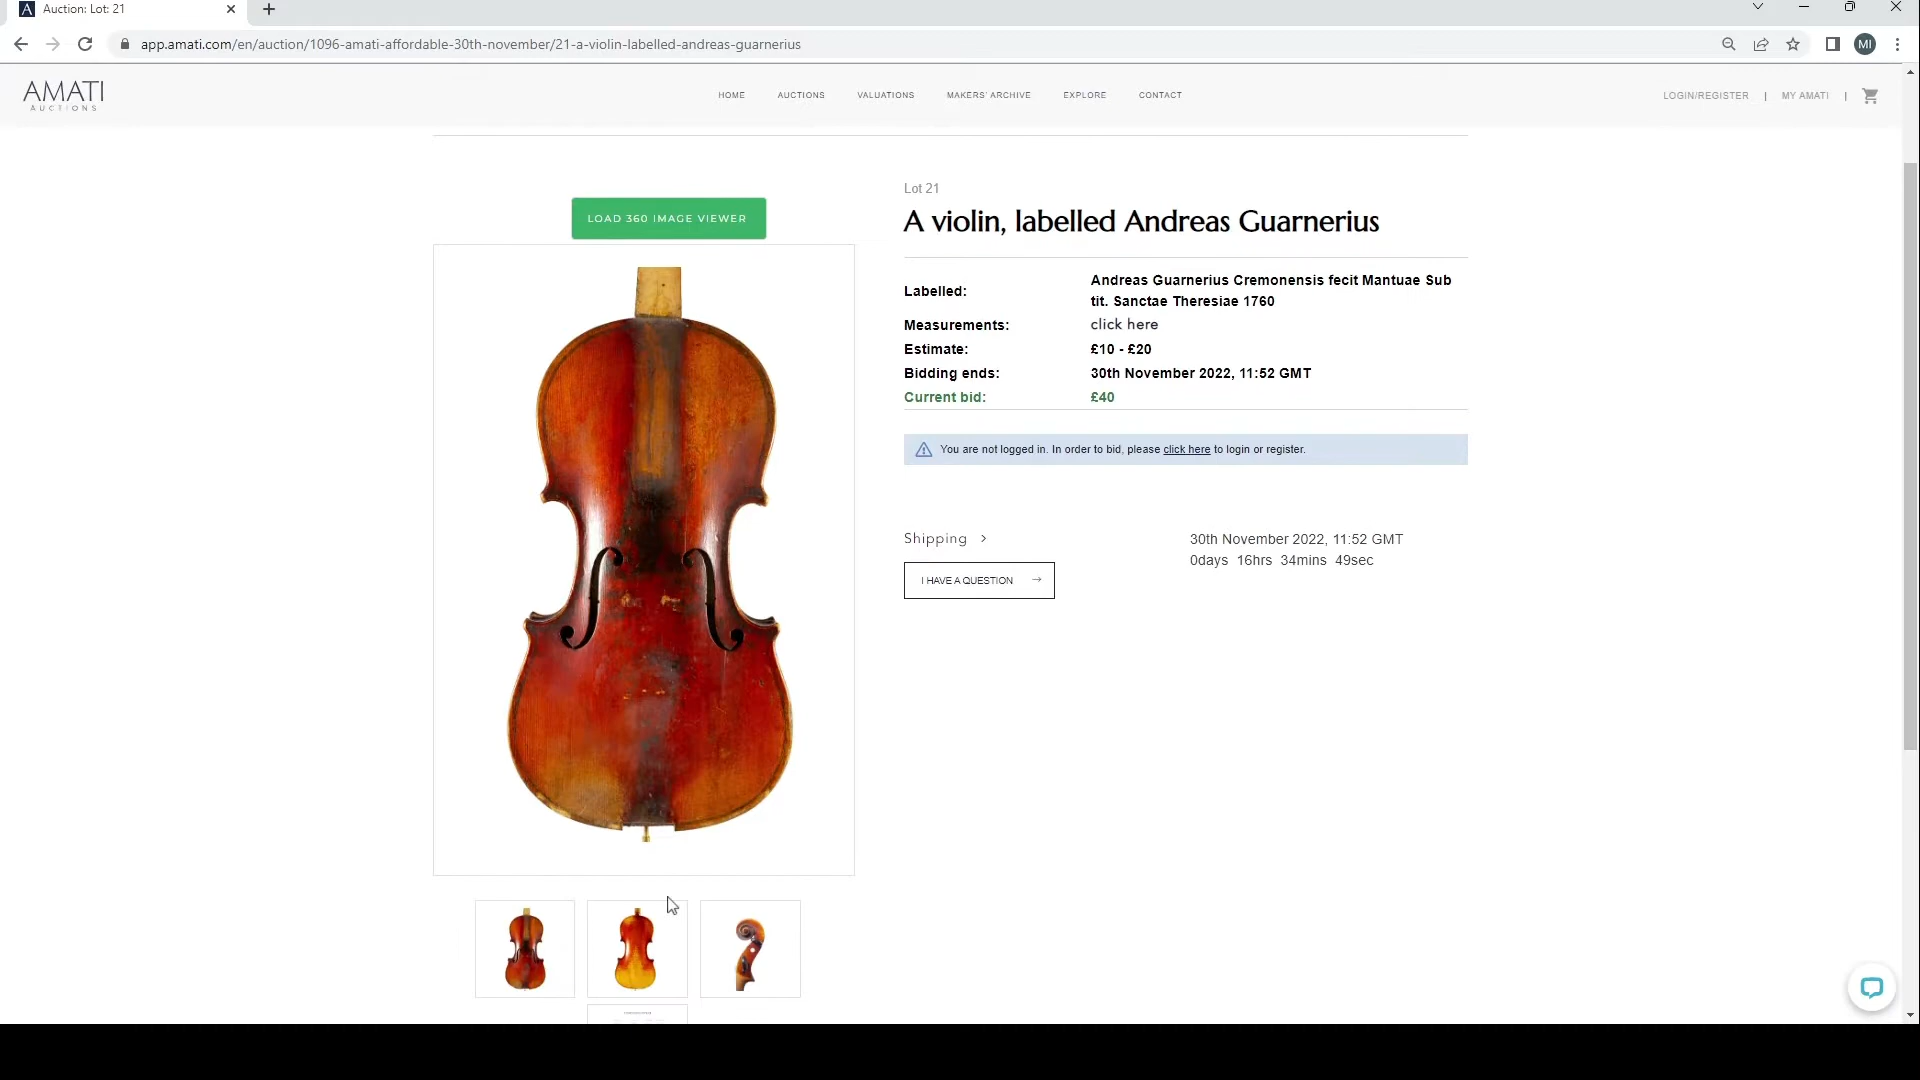 Auction: Lot: 21
app.amati.com/en/auction/1096-amati-affordable-30th-november/21-a-violin-labelled-andreas-guarnerius
MI
AMATI
AUCTIONS
HOME
AUCTIONS
VALUATIONS
MAKERS' ARCHIVE
EXPLORE
CONTACT
LOGIN/REGISTER | MY AMATI |
LOAD 360 IMAGE VIEWER
Lot 21
A violin, labelled Andreas Guarnerius
Labelled:
Andreas Guarnerius Cremonensis fecit Mantuae Sub
tit. Sanctae Theresiae 1760
Measurements: click here
Estimate: £10 - £20
Bidding ends: 30th November 2022, 11:52 GMT
Current bid: £40
You are not logged in. In order to bid, please click here to login or register.
Shipping >
I HAVE A QUESTION →
30th November 2022, 11:52 GMT
0days 16hrs 34mins 49sec